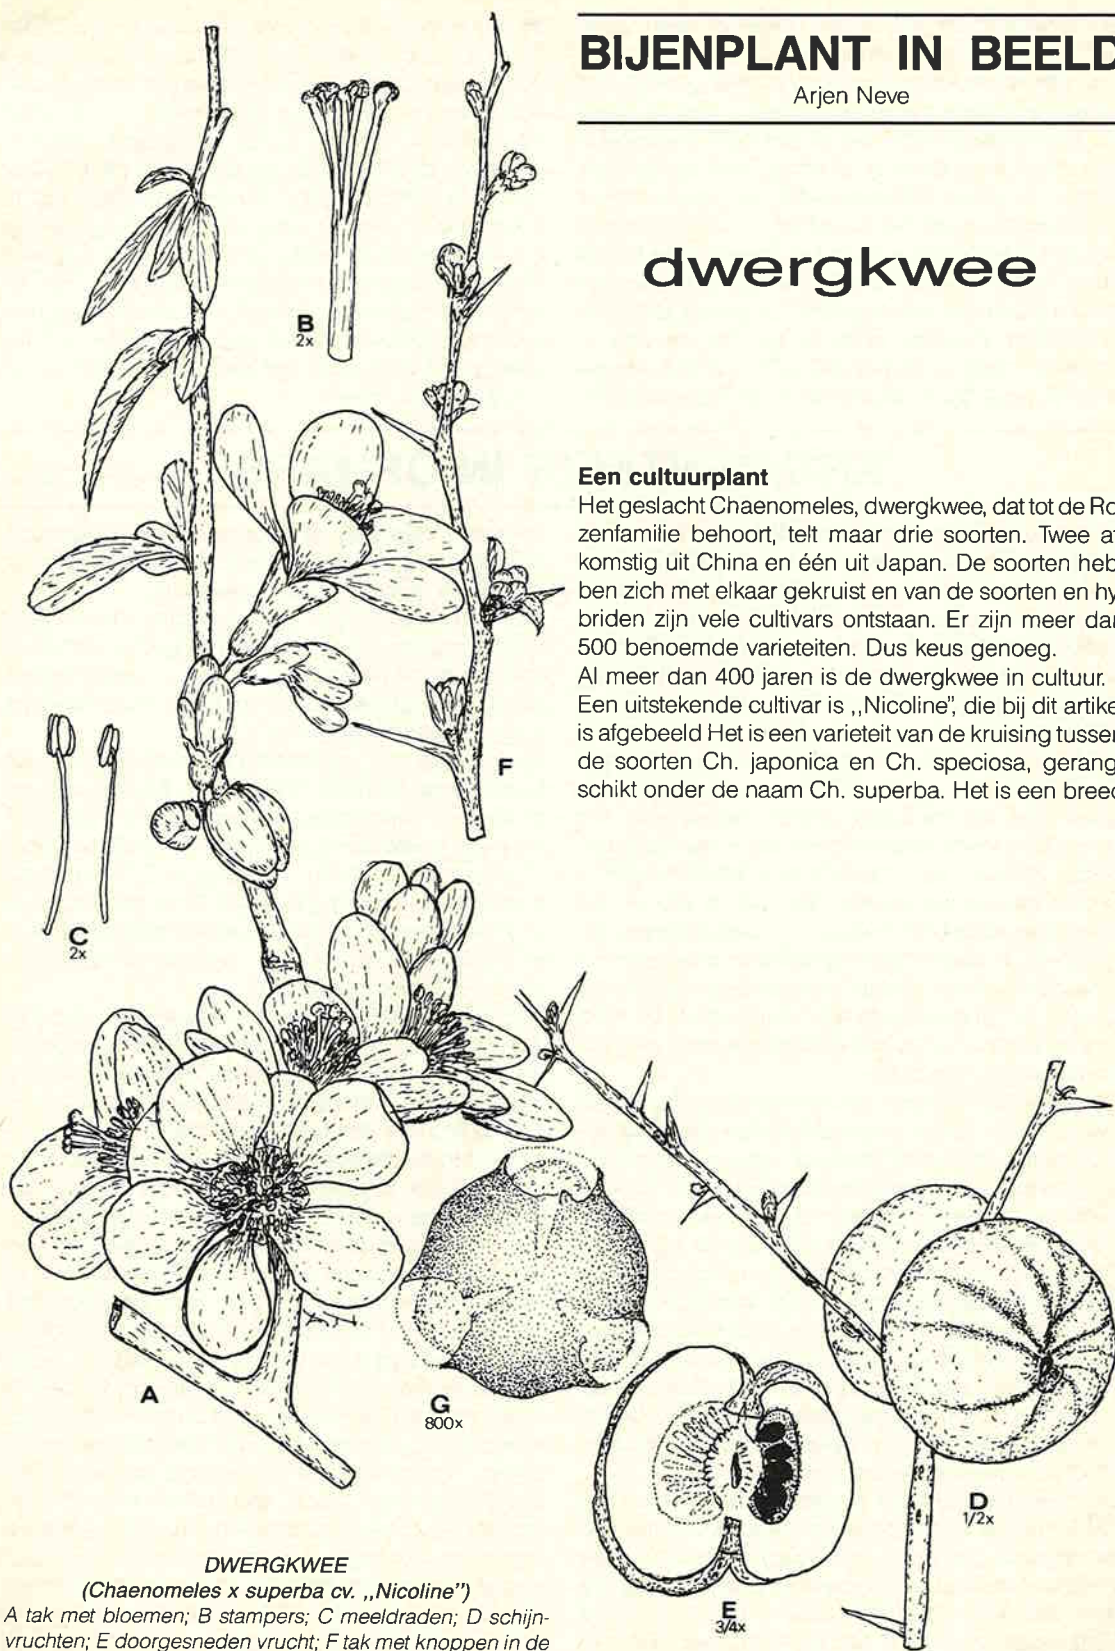 BIJENPLANT IN BEELD
Arjen Neve
dwergkwee
Een cultuurplant
Het geslacht Chaenomeles, dwergkwee, dat tot de Ro
zenfamilie behoort, telt maar drie soorten. Twee af
komstig uit China en één uit Japan. De soorten heb
ben zich met elkaar gekruist en van de soorten en hy
briden zijn vele cultivars ontstaan. Er zijn meer dan
500 benoemde varieteiten. Dus keus genoeg.
Al meer dan 400 jaren is de dwergkwee in cultuur.
Een uitstekende cultivar is ,,Nicoline", die bij dit artike
is afgebeeld Het is een varieteit van de kruising tussen
de soorten Ch. japonica en Ch. speciosa, gerang
schikt onder de naam Ch. superba. Het is een breed
B
2x
F
C
2x
A
G
800x
D
1/2x
E
3/4x
DWERGKWEE
(Chaenomeles x superba cv. ,,Nicoline")
A tak met bloemen; B stampers; C meeldraden; D schijn-
vruchten; E doorgesneden vrucht; F tak met knoppen in de